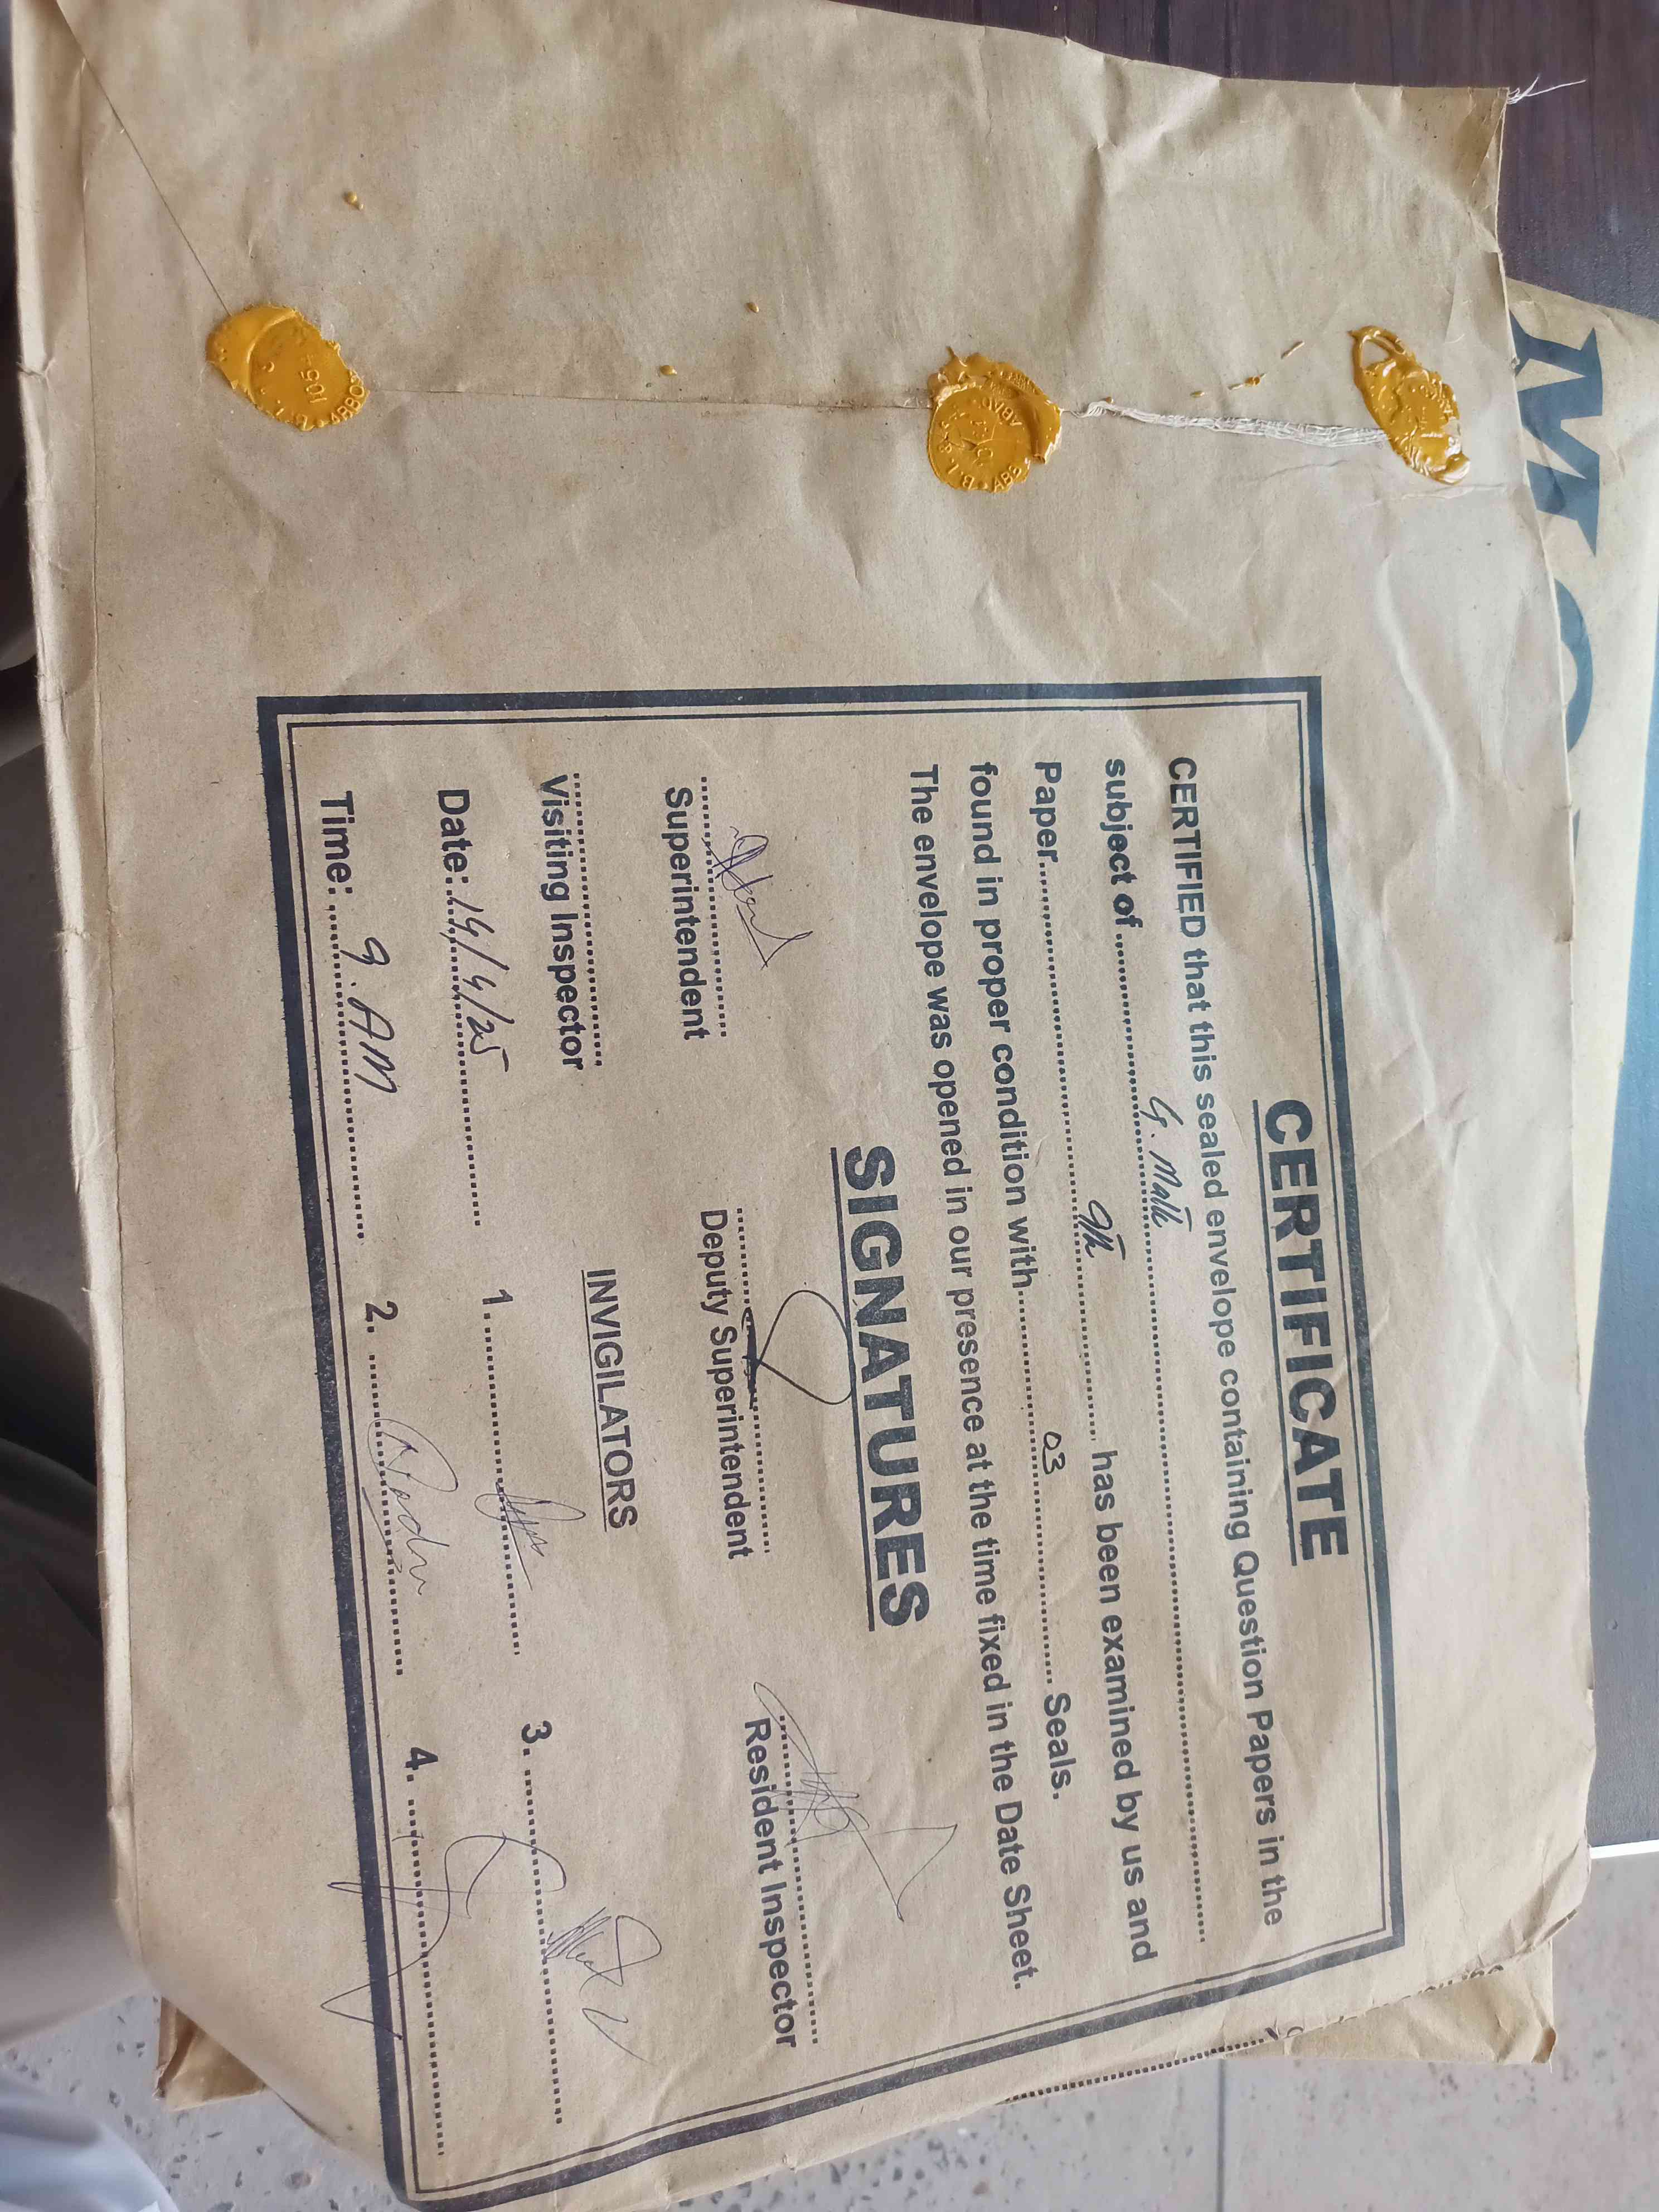 CERTIFICATE
CERTIFIED that this sealed envelope containing Question Papers in the
subject of.......... G. Math ..........
Paper.......... 9th .......... has been examined by us and
found in proper condition with.......... 03 .......... Seals.
The envelope was opened in our presence at the time fixed in the Date Sheet.
SIGNATURES
Superintendent Deputy Superintendent Resident Inspector
Visiting Inspector
INVIGILATORS
Date: 19/4/25 1. 3.
Time: 9.AM 2. 4.
105